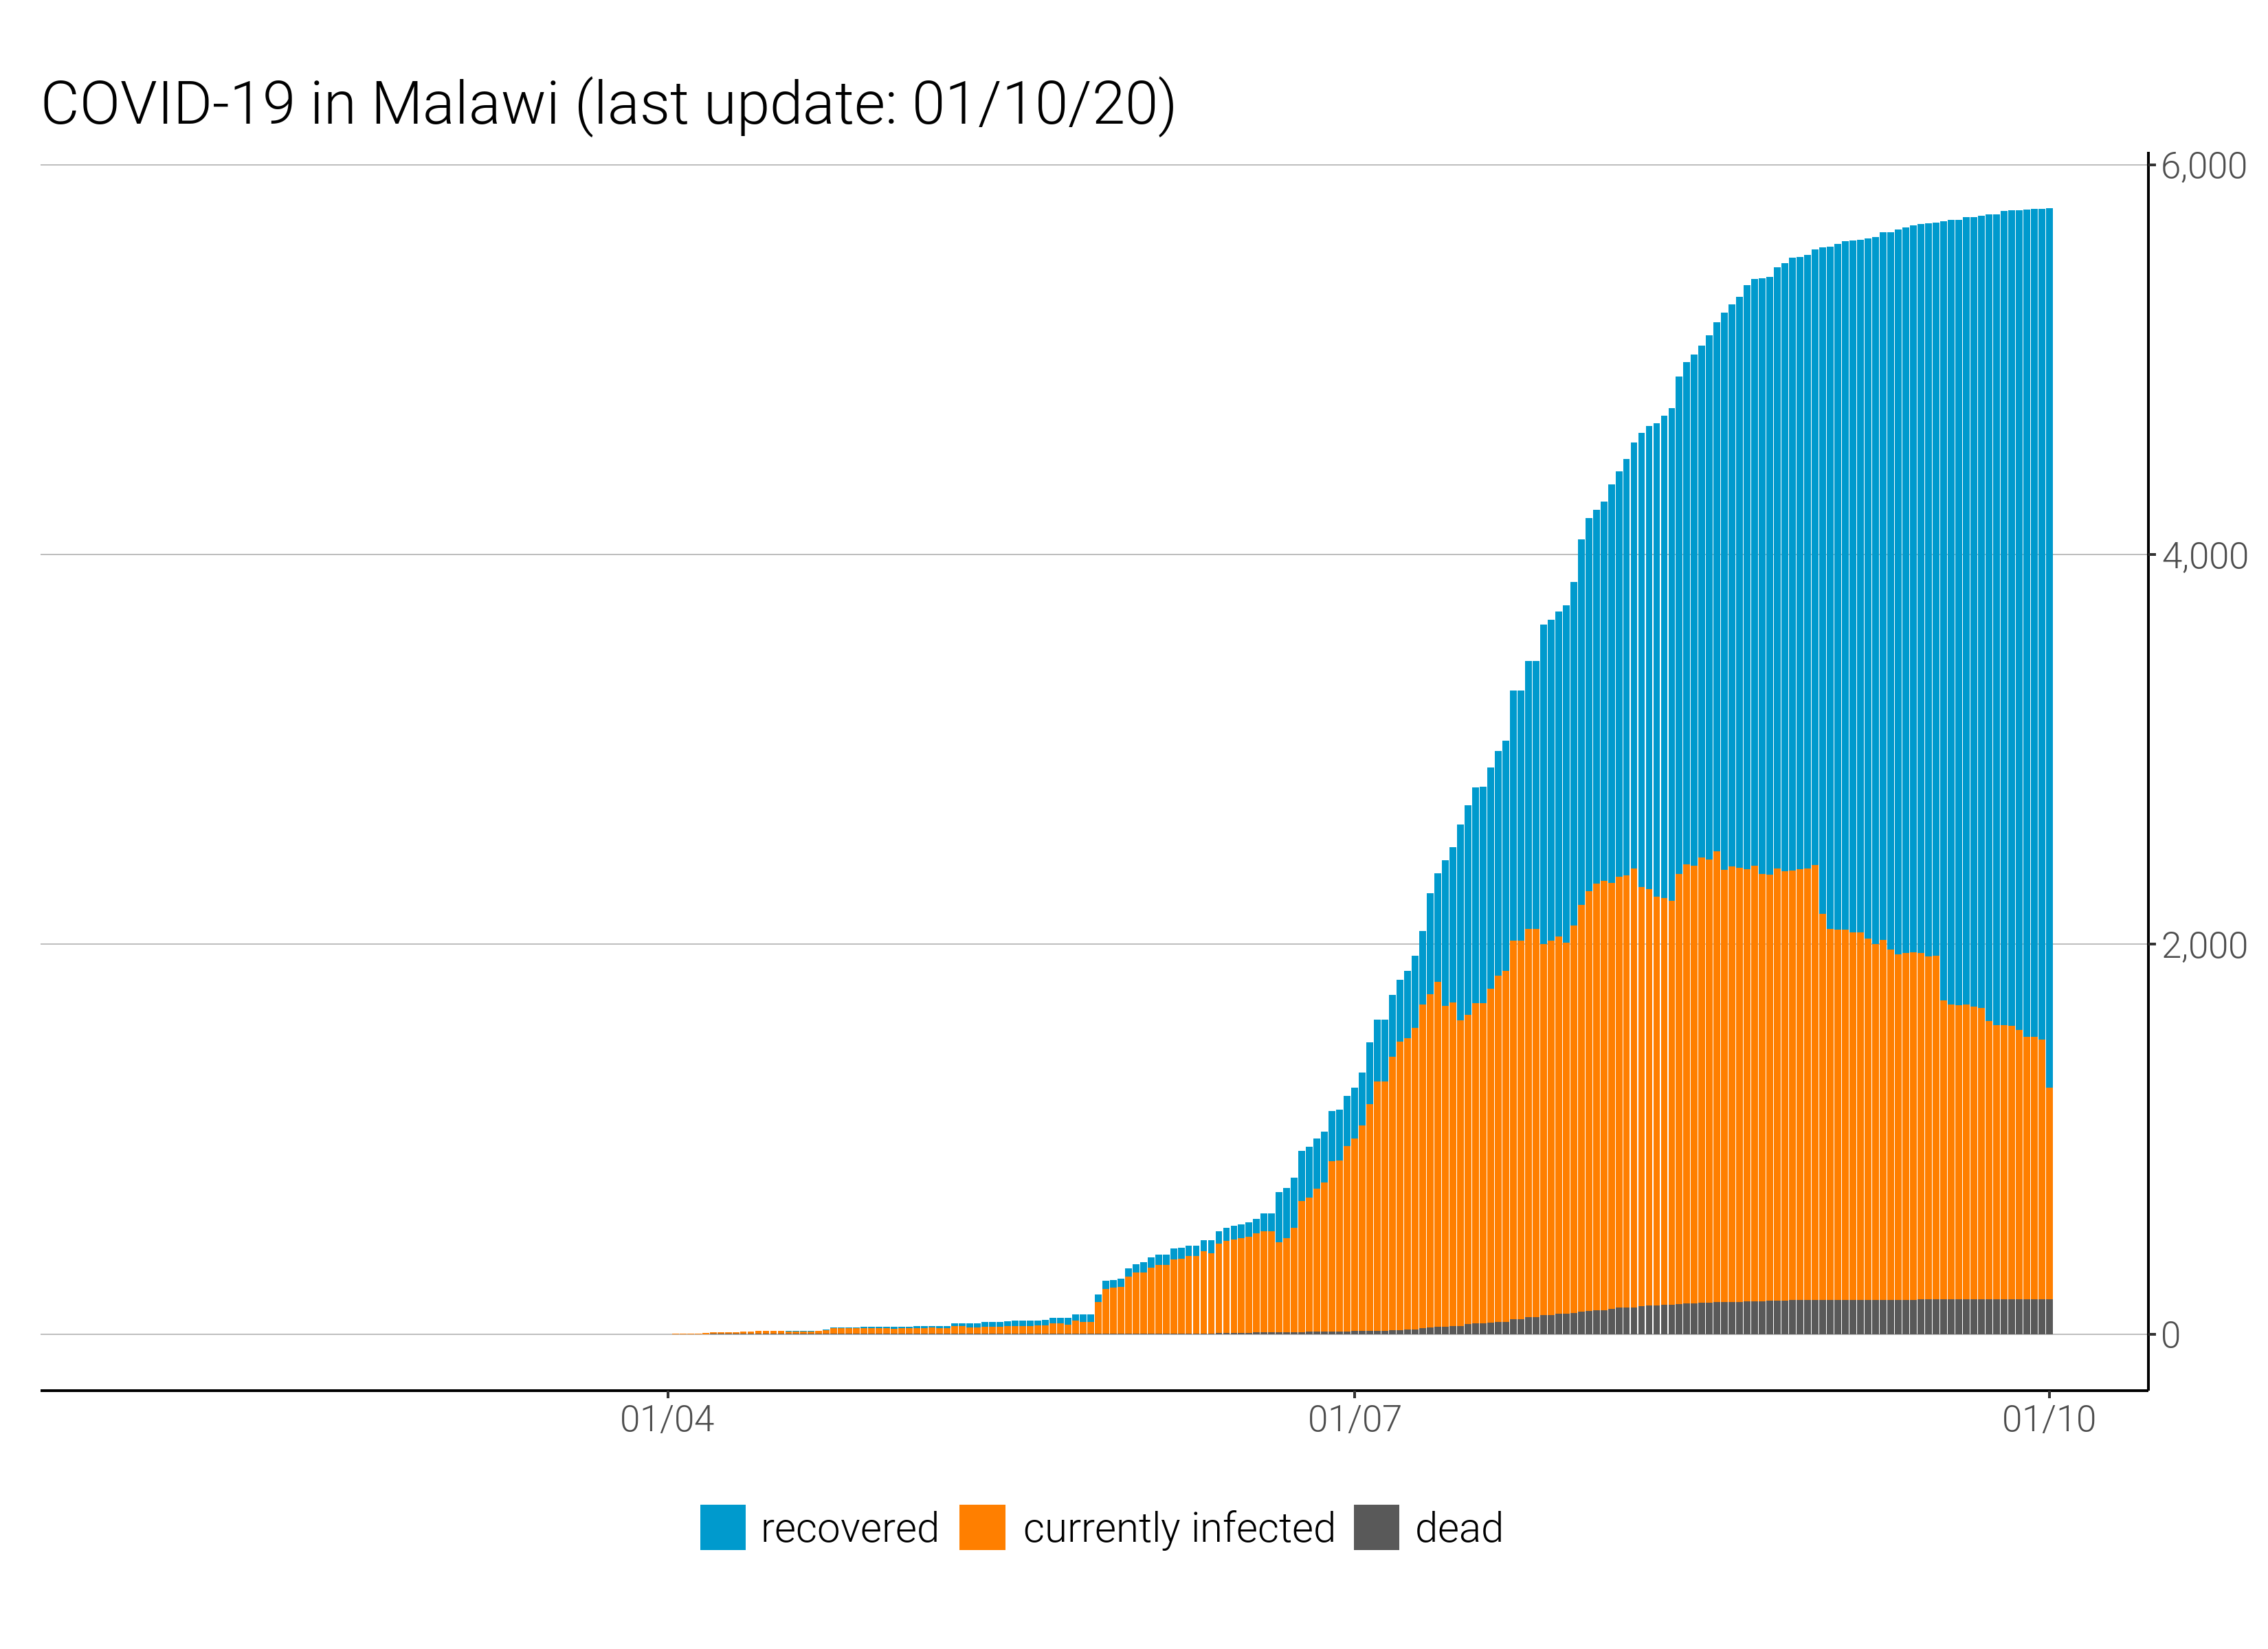 COVID-19 in Malawi (last update: 01/10/20)
6,000
4,000
2,000
0
01/04 01/07 01/10
recovered currently infected dead